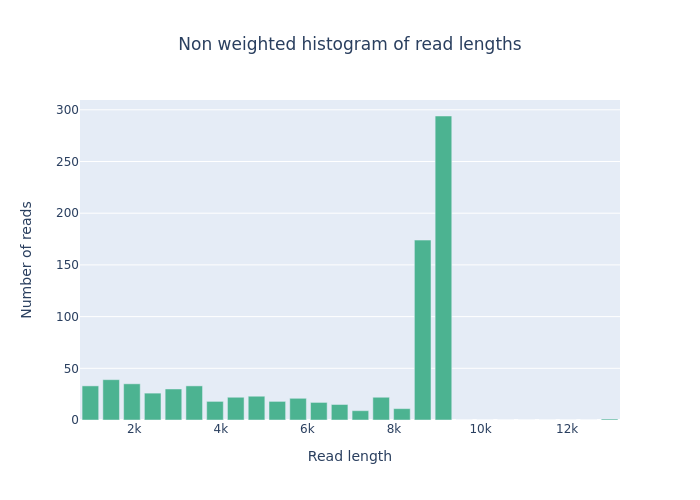 Non weighted histogram of read lengths
300
250
200
150
100
50
0
Number of reads
2k 4k 6k 8k 10k 12k
Read length